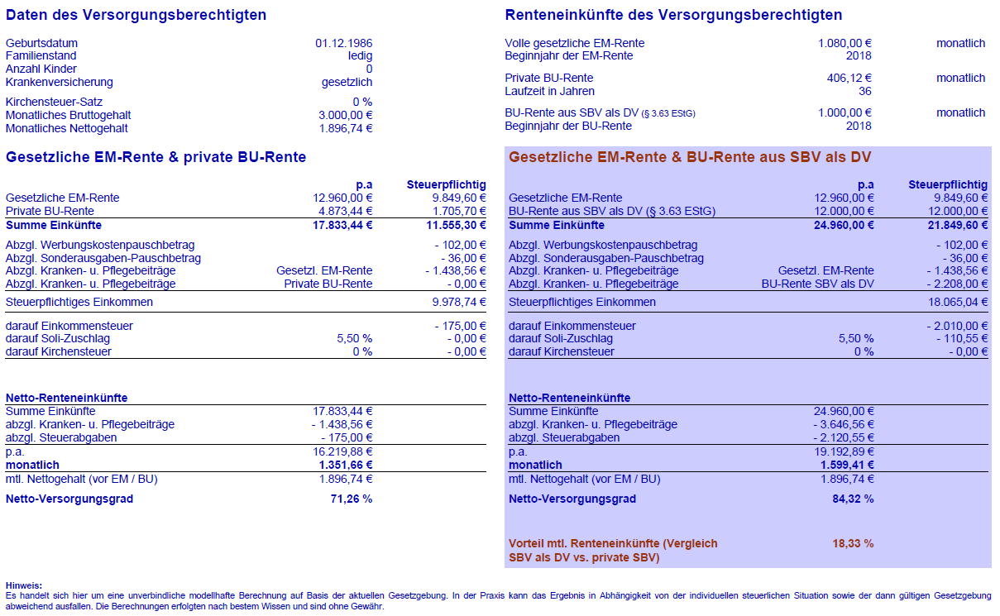 Daten des Versorgungsberechtigten
Geburtsdatum 01.12.1986
Familienstand ledig
Anzahl Kinder 0
Krankenversicherung gesetzlich
Kirchensteuer-Satz 0 %
Monatliches Bruttogehalt 3.000,00 €
Monatliches Nettogehalt 1.896,74 €
Renteneinkünfte des Versorgungsberechtigten
Volle gesetzliche EM-Rente 1.080,00 € monatlich
Beginnjahr der EM-Rente 2018
Private BU-Rente 406,12 € monatlich
Laufzeit in Jahren 36
BU-Rente aus SBV als DV (§ 3.63 EStG) 1.000,00 € monatlich
Beginnjahr der BU-Rente 2018
Gesetzliche EM-Rente & private BU-Rente
p.a Steuerpflichtig
Gesetzliche EM-Rente 12.960,00 € 9.849,60 €
Private BU-Rente 4.873,44 € 1.705,70 €
Summe Einkünfte 17.833,44 € 11.555,30 €
Abzgl. Werbungskostenpauschbetrag - 102,00 €
Abzgl. Sonderausgaben-Pauschbetrag - 36,00 €
Abzgl. Kranken- u. Pflegebeiträge Gesetzl. EM-Rente - 1.438,56 €
Abzgl. Kranken- u. Pflegebeiträge Private BU-Rente - 0,00 €
Steuerpflichtiges Einkommen 9.978,74 €
darauf Einkommensteuer - 175,00 €
darauf Soli-Zuschlag 5,50 % - 0,00 €
darauf Kirchensteuer 0 % - 0,00 €
Netto-Renteneinkünfte
Summe Einkünfte 17.833,44 €
abzgl. Kranken- u. Pflegebeiträge - 1.438,56 €
abzgl. Steuerabgaben - 175,00 €
p.a. 16.219,88 €
monatlich 1.351,66 €
mtl. Nettogehalt (vor EM / BU) 1.896,74 €
Netto-Versorgungsgrad 71,26 %
Gesetzliche EM-Rente & BU-Rente aus SBV als DV
p.a Steuerpflichtig
Gesetzliche EM-Rente 12.960,00 € 9.849,60 €
BU-Rente aus SBV als DV (§ 3.63 EStG) 12.000,00 € 12.000,00 €
Summe Einkünfte 24.960,00 € 21.849,60 €
Abzgl. Werbungskostenpauschbetrag - 102,00 €
Abzgl. Sonderausgaben-Pauschbetrag - 36,00 €
Abzgl. Kranken- u. Pflegebeiträge Gesetzl. EM-Rente - 1.438,56 €
Abzgl. Kranken- u. Pflegebeiträge BU-Rente SBV als DV - 2.208,00 €
Steuerpflichtiges Einkommen 18.065,04 €
darauf Einkommensteuer - 2.010,00 €
darauf Soli-Zuschlag 5,50 % - 110,55 €
darauf Kirchensteuer 0 % - 0,00 €
Netto-Renteneinkünfte
Summe Einkünfte 24.960,00 €
abzgl. Kranken- u. Pflegebeiträge - 3.646,56 €
abzgl. Steuerabgaben - 2.120,55 €
p.a. 19.192,89 €
monatlich 1.599,41 €
mtl. Nettogehalt (vor EM / BU) 1.896,74 €
Netto-Versorgungsgrad 84,32 %
Vorteil mtl. Renteneinkünfte (Vergleich 18,33 %
SBV als DV vs. private SBV)
Hinweis:
Es handelt sich hier um eine unverbindliche modellhafte Berechnung auf Basis der aktuellen Gesetzgebung. In der Praxis kann das Ergebnis in Abhängigkeit von der individuellen steuerlichen Situation sowie der dann gültigen Gesetzgebung
abweichend ausfallen. Die Berechnungen erfolgten nach bestem Wissen und sind ohne Gewähr.